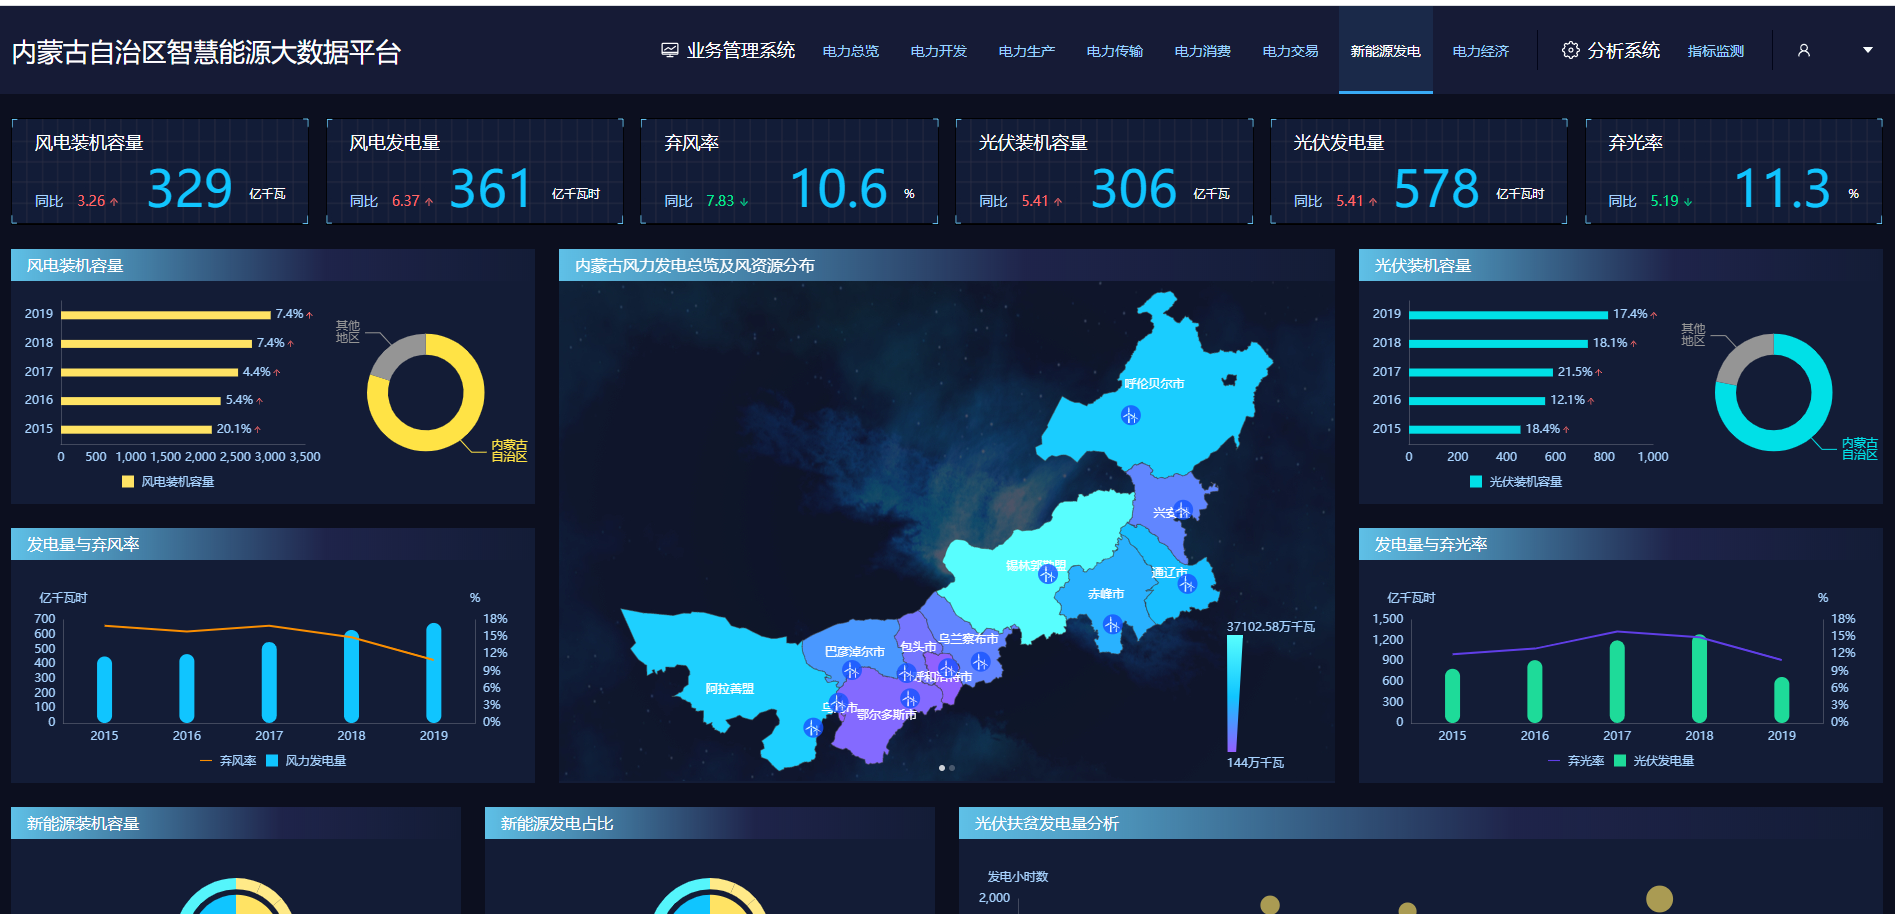 内蒙古自治区智慧能源大数据平台
业务管理系统 电力总览 电力开发 电力生产 电力传输 电力消费 电力交易 新能源发电 电力经济 分析系统 指标监测
风电装机容量
同比 3.26 329 亿千瓦
风电发电量
同比 6.37 361 亿千瓦时
弃风率
同比 7.83 10.6 %
光伏装机容量
同比 5.41 306 亿千瓦
光伏发电量
同比 5.41 578 亿千瓦时
弃光率
同比 5.19 11.3 %
风电装机容量
2019 7.4%
2018 7.4%
2017 4.4%
2016 5.4%
2015 20.1%
0 500 1,000 1,500 2,000 2,500 3,000 3,500
风电装机容量
其他
地区
内蒙古
自治区
发电量与弃风率
亿千瓦时 %
700 18%
600 15%
500 12%
400 9%
300
200 6%
100 3%
0 0%
2015 2016 2017 2018 2019
弃风率 风力发电量
内蒙古风力发电总览及风资源分布
呼伦贝尔市
兴安
锡林郭 盟
通辽市
赤峰市
乌兰察布市
包头市
巴彦淖尔市
呼和浩特市
阿拉善盟
乌 市
鄂尔多斯市
37102.58万千瓦
144万千瓦
光伏装机容量
2019 17.4%
2018 18.1%
2017 21.5%
2016 12.1%
2015 18.4%
0 200 400 600 800 1,000
光伏装机容量
其他
地区
内蒙古
自治区
发电量与弃光率
亿千瓦时 %
1,500 18%
1,200 15%
900 12%
600 9%
300 6%
0 3%
0%
2015 2016 2017 2018 2019
弃光率 光伏发电量
新能源装机容量
新能源发电占比
光伏扶贫发电量分析
发电小时数
2,000